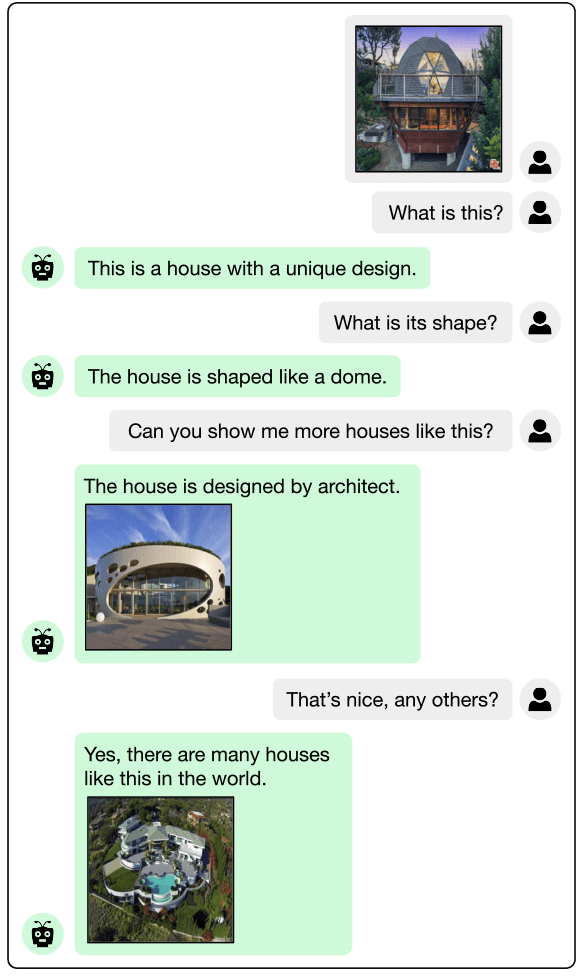 What is this?
This is a house with a unique design.
What is its shape?
The house is shaped like a dome.
Can you show me more houses like this?
The house is designed by architect.
That’s nice, any others?
Yes, there are many houses
like this in the world.